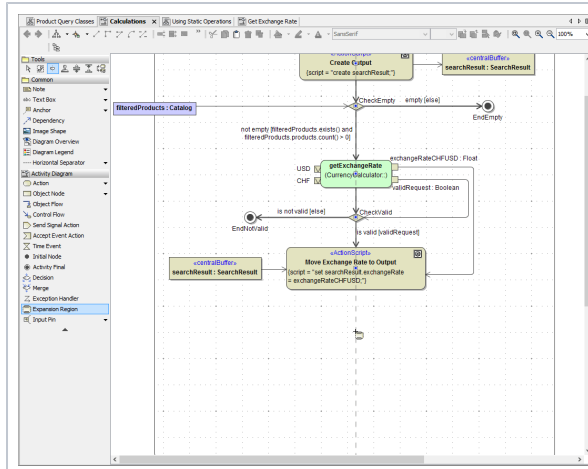 Product Query Classes
Calculations
Using Static Operations
Get Exchange Rate
SansSerif
100%
Tools
Common
Note
Text Box
Anchor
Dependency
Image Shape
Diagram Overview
Diagram Legend
Horizontal Separator
Activity Diagram
Action
Object Node
Object Flow
Control Flow
Send Signal Action
Accept Event Action
Time Event
Initial Node
Activity Final
Decision
Merge
Exception Handler
Expansion Region
Input Pin
Create Output
{script = "create searchResult;"}
«centralBuffer»
searchResult : SearchResult
filteredProducts : Catalog
CheckEmpty
empty [else]
EndEmpty
not empty [filteredProducts.exists() and
filteredProducts.products.count() > 0]
exchangeRateCHFUSD : Float
getExchangeRate
(CurrencyCalculator::)
USD
CHF
validRequest : Boolean
is not valid [else]
CheckValid
EndNotValid
is valid [validRequest]
«ActionScript»
Move Exchange Rate to Output
{script = "set searchResult.exchangeRate
= exchangeRateCHFUSD;"}
«centralBuffer»
searchResult : SearchResult